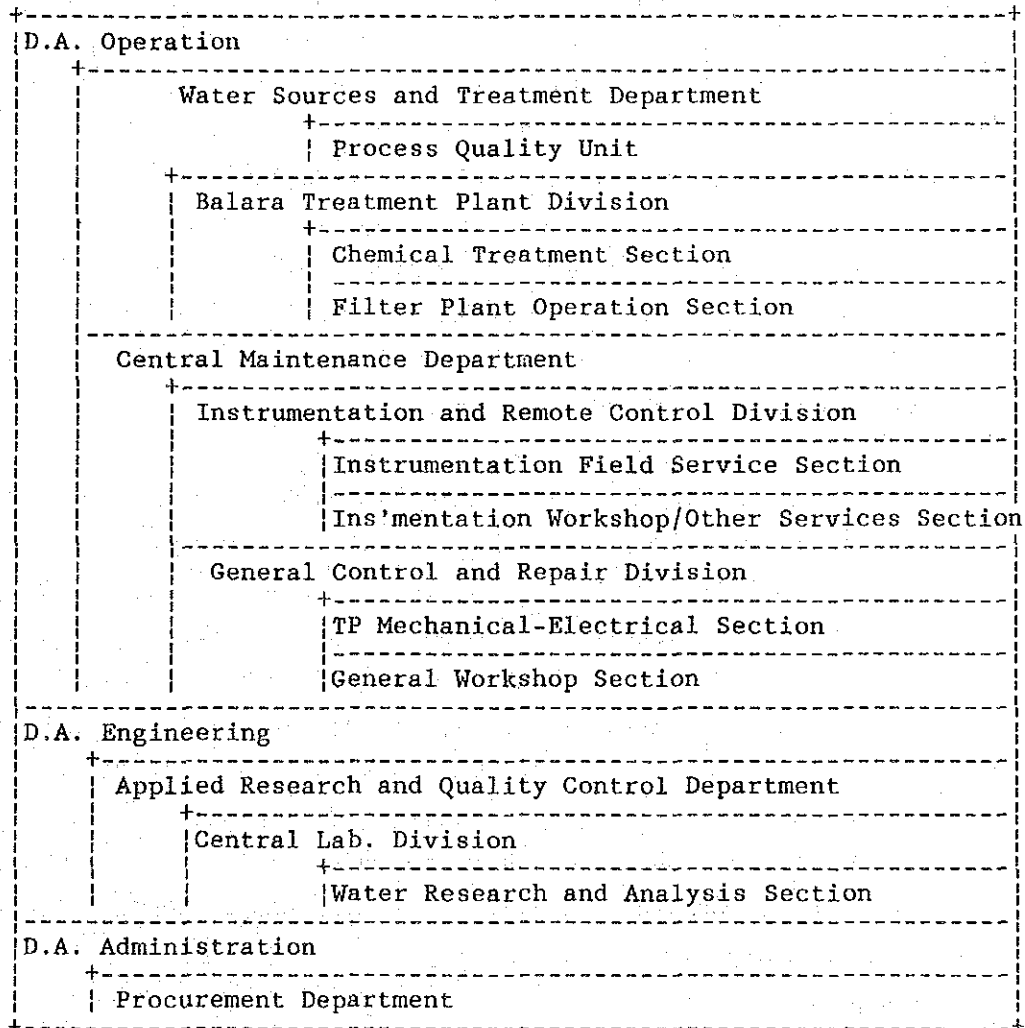 D.A. Operation
Water Sources and Treatment Department
Process Quality Unit
Balara Treatment Plant Division
Chemical Treatment Section
Filter Plant Operation Section
Central Maintenance Department
Instrumentation and Remote Control Division
Instrumentation Field Service Section
Ins'mentation Workshop/Other Services Section
General Control and Repair Division
TP Mechanical-Electrical Section
General Workshop Section
D.A. Engineering
Applied Research and Quality Control Department
Central Lab. Division
Water Research and Analysis Section
D.A. Administration
Procurement Department